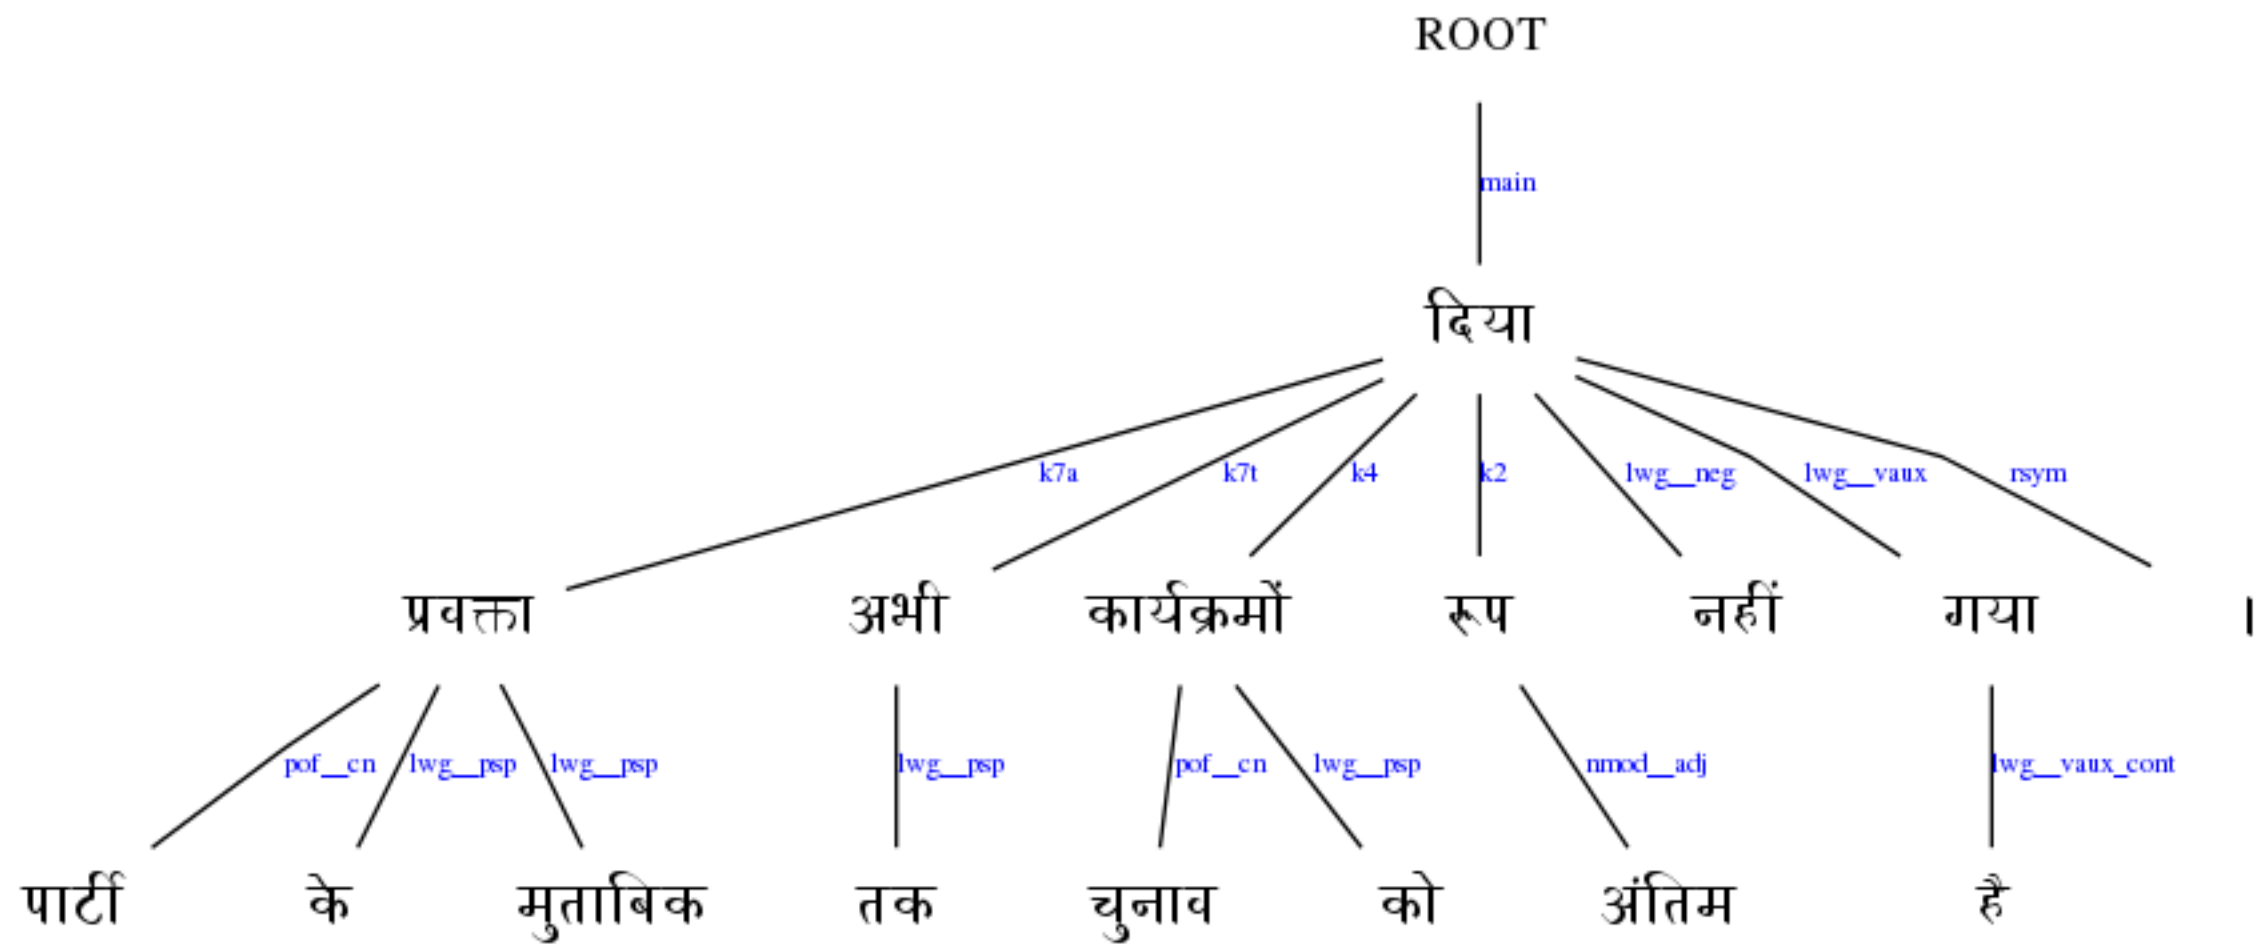 ROOT
main
दिया
k7a k7t k4 k2 lwg__neg lwg__vaux rsym
प्रवक्ता अभी कार्यक्रमों रूप नहीं गया ।
pof__cn lwg__psp lwg__psp lwg__psp pof__cn lwg__psp nmod__adj lwg__vaux_cont
पार्टी के मुताबिक तक चुनाव को अंतिम है